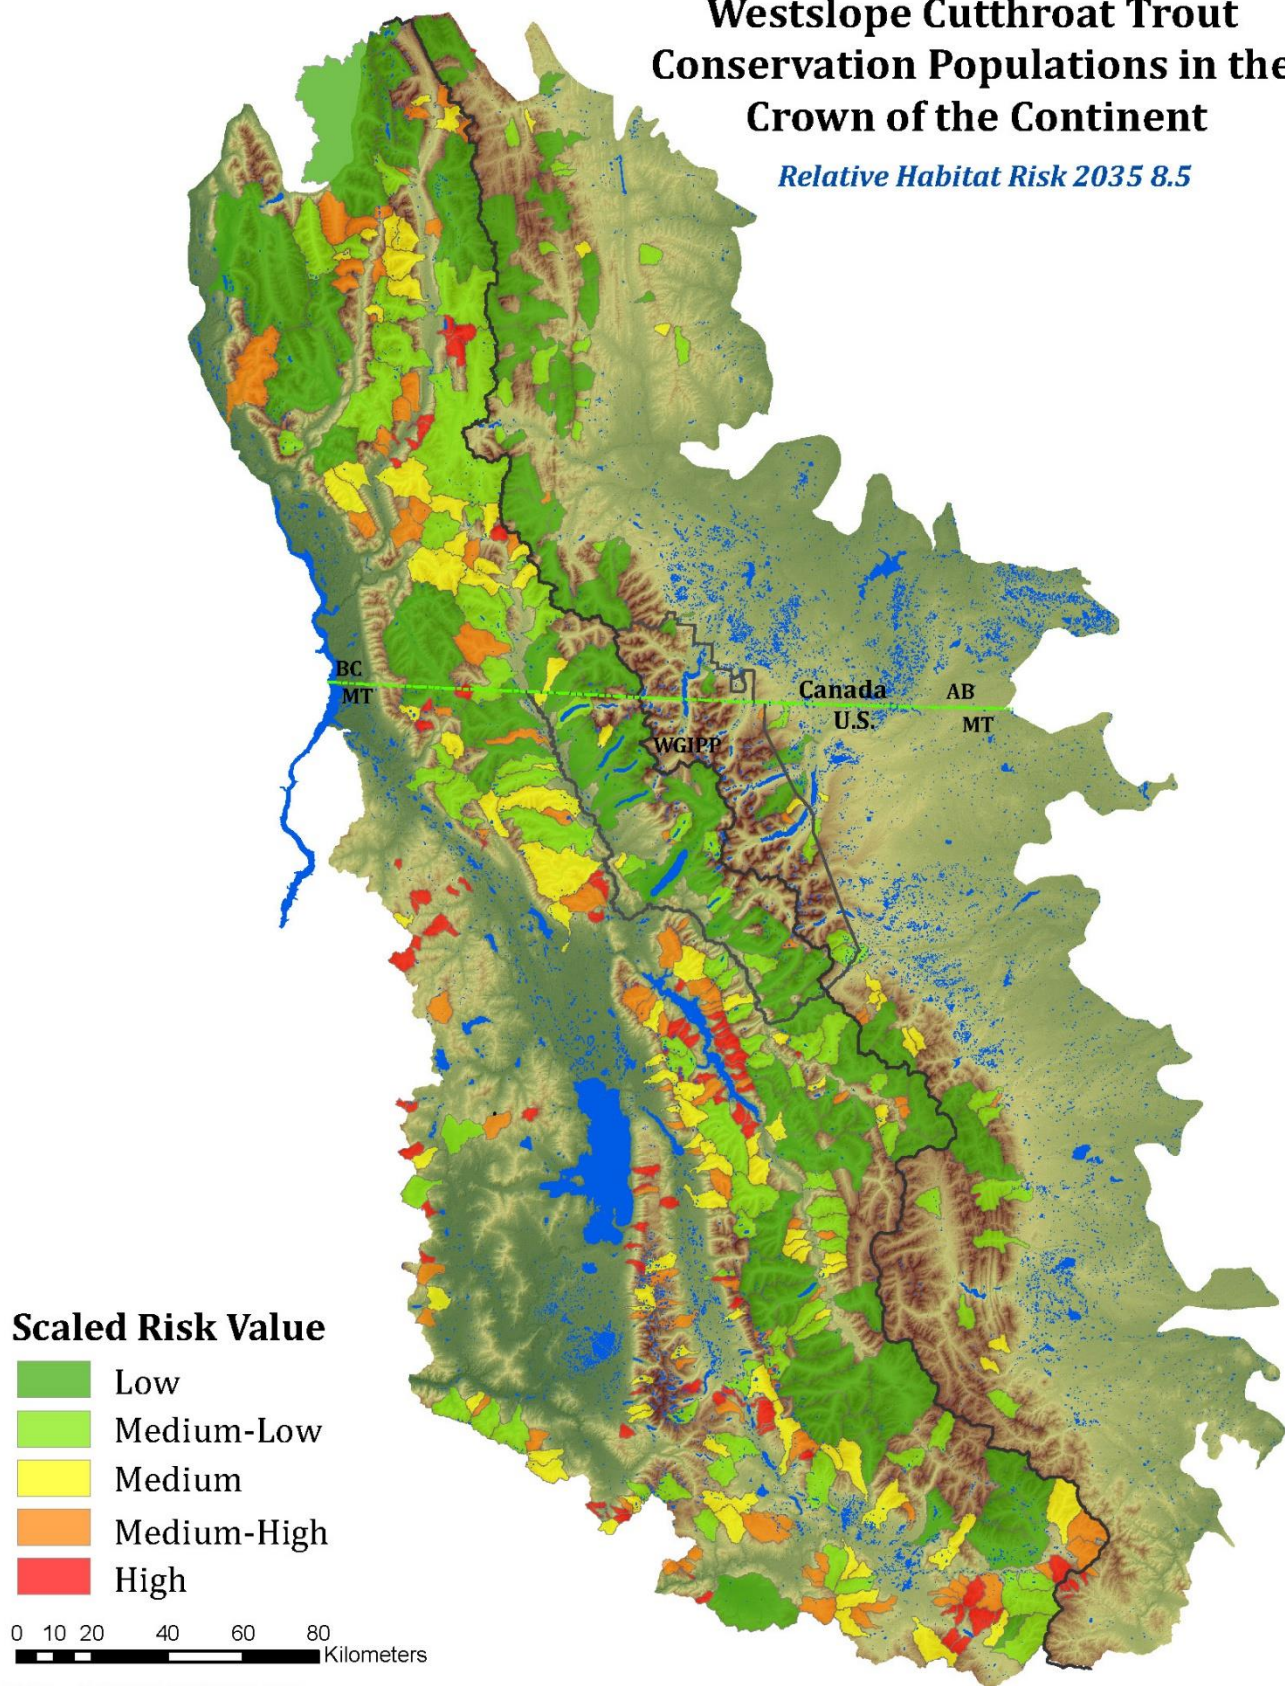 Westslope Cutthroat Trout
Conservation Populations in the
Crown of the Continent
Relative Habitat Risk 2035 8.5
BC
MT
Canada
AB
U.S.
MT
WGIPP
Scaled Risk Value
Low
Medium-Low
Medium
Medium-High
High
0 10 20 40 60 80
Kilometers